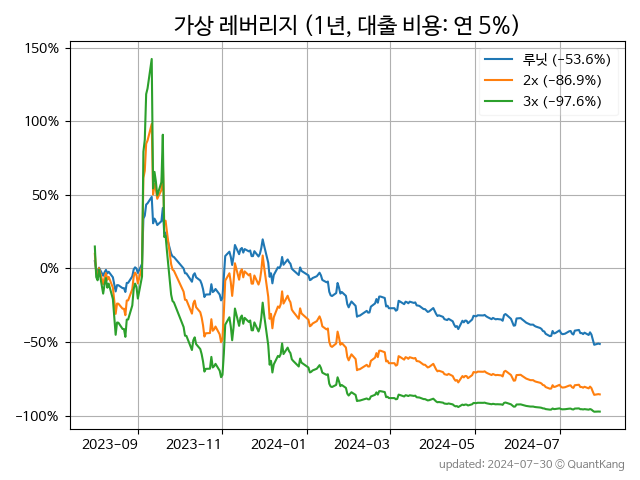 가상 레버리지 (1년, 대출 비용: 연 5%)
루닛 (−53.6%)
2x (−86.9%)
3x (−97.6%)
150%
100%
50%
0%
−50%
−100%
2023-09
2023-11
2024-01
2024-03
2024-05
2024-07
updated: 2024-07-30 © QuantKang